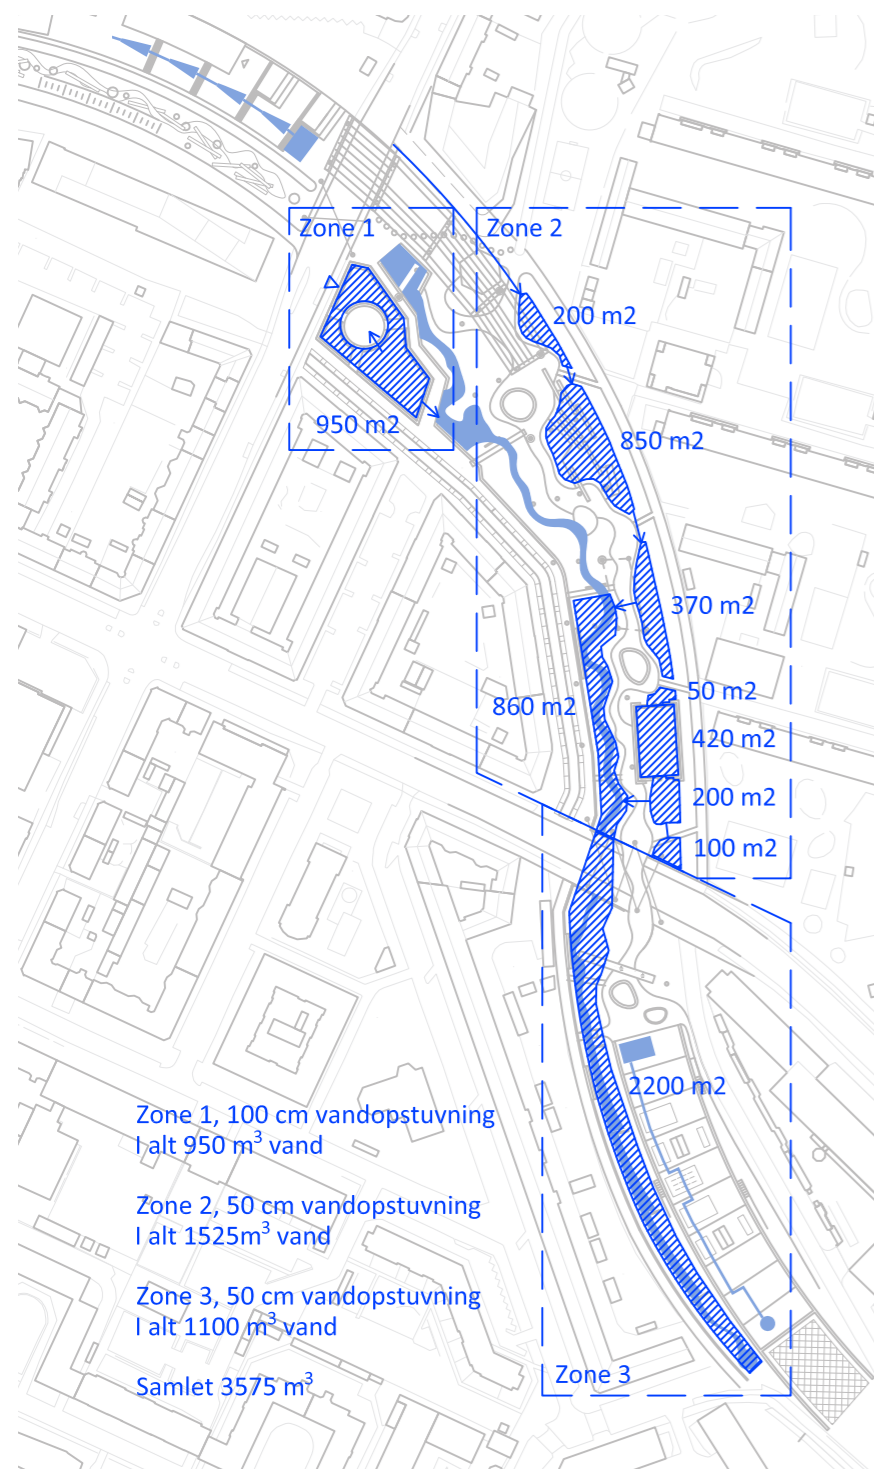 Zone 1
Zone 2
200 m2
950 m2
850 m2
370 m2
50 m2
860 m2
420 m2
200 m2
100 m2
2200 m2
Zone 1, 100 cm vandopstuvning
I alt 950 m³ vand
Zone 2, 50 cm vandopstuvning
I alt 1525m³ vand
Zone 3, 50 cm vandopstuvning
I alt 1100 m³ vand
Zone 3
Samlet 3575 m³